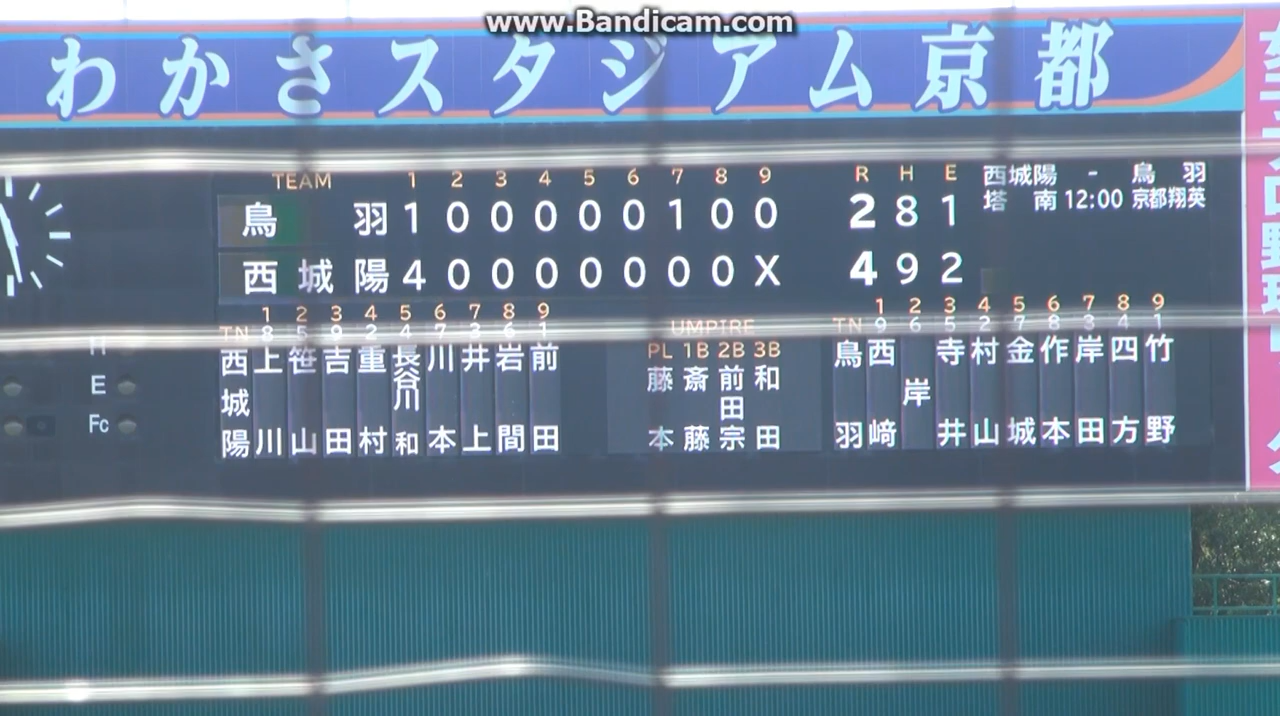 www.Bandicam.com
わかさスタジアム京都
TEAM 1 2 3 4 5 6 7 8 9 R H E
鳥羽 1 0 0 0 0 0 1 0 0 2 8 1
西城陽 4 0 0 0 0 0 0 0 X 4 9 2
西城陽 - 鳥羽
塔南 12:00 京都翔英
H
E
Fc
1 2 3 4 5 6 7 8 9
TN 8 5 9 2 4 7 3 6 1
西城陽 上川 笹山 吉田 重村 長谷川和 川本 井上 岩間 前田
UMPIRE
PL 1B 2B 3B
藤本 斎藤 前田宗 和田
1 2 3 4 5 6 7 8 9
TN 9 6 5 2 7 8 3 4 1
鳥羽 西﨑 岸 寺井 村山 金城 作本 岸田 四方 竹野